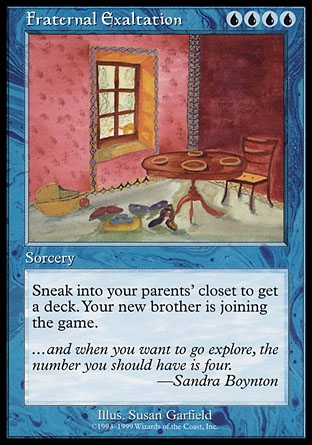 Fraternal Exaltation
Sorcery
Sneak into your parents' closet to get
a deck. Your new brother is joining
the game.
…and when you want to go explore, the
number you should have is four.
—Sandra Boynton
Illus. Susan Garfield
©1993-1999 Wizards of the Coast, Inc.